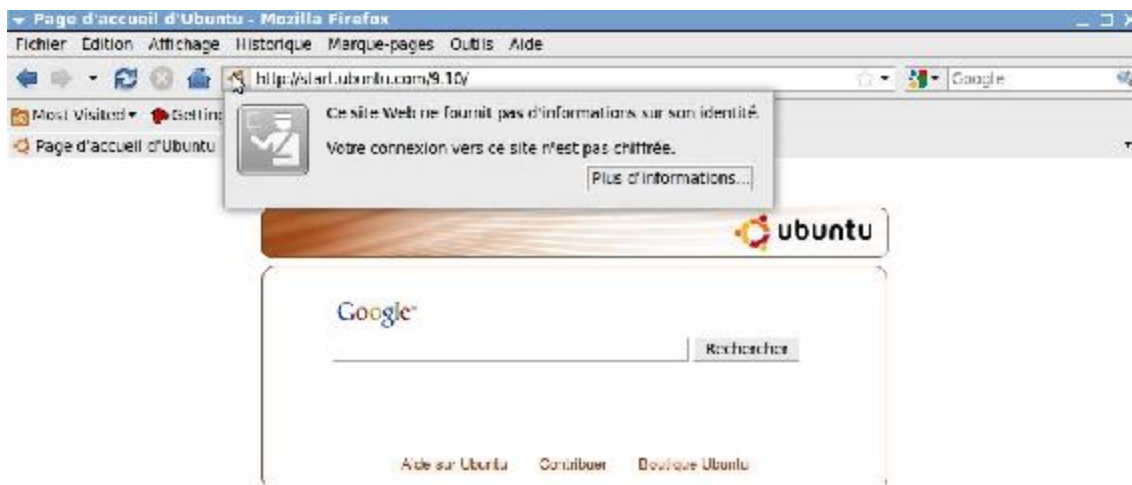 Page d'accueil d'Ubuntu - Mozilla Firefox
Fichier Édition Affichage Historique Marque-pages Outils Aide
http://start.ubuntu.com/9.10/ Google
Most Visited Getting
Ce site Web ne fournit pas d'informations sur son identité.
Page d'accueil d'Ubuntu
Votre connexion vers ce site n'est pas chiffrée.
Plus d'informations...
ubuntu
Google
Rechercher
Aide sur Ubuntu Contribuer Boutique Ubuntu